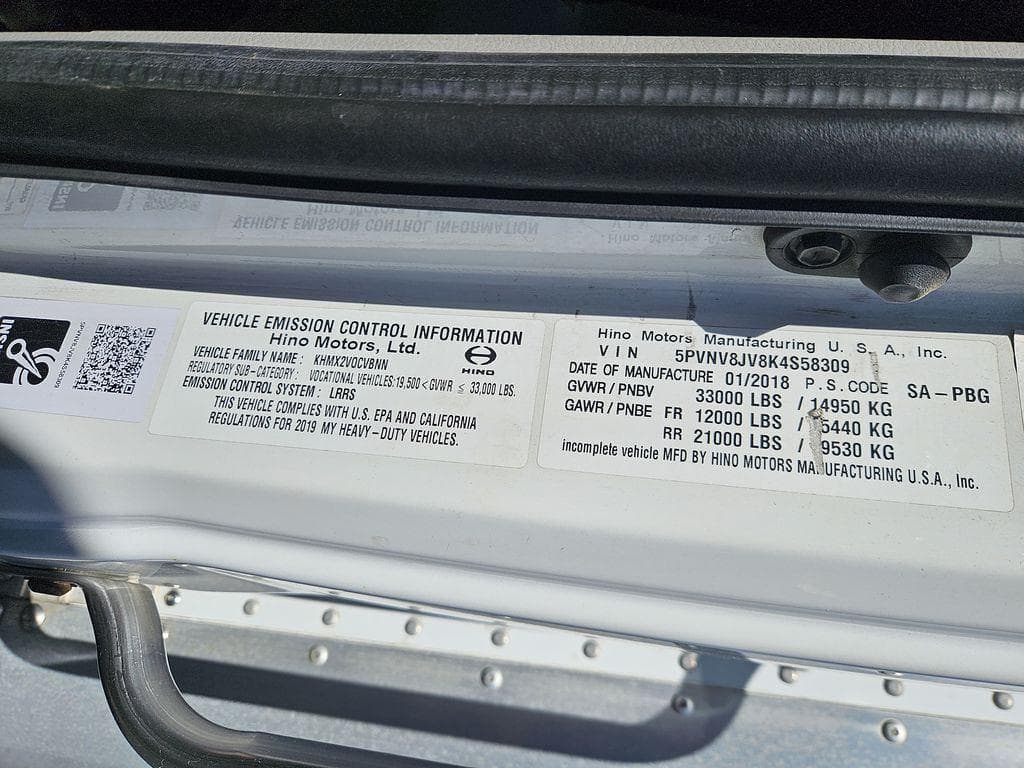 INSI
5PVNV8JV8K4S58309
VEHICLE EMISSION CONTROL INFORMATION
Hino Motors, Ltd.
HINO
VEHICLE FAMILY NAME : KHMX2VOCVBNN
REGULATORY SUB-CATEGORY : VOCATIONAL VEHICLES:19,500 < GVWR ≤ 33,000 LBS.
EMISSION CONTROL SYSTEM : LRRS
THIS VEHICLE COMPLIES WITH U.S. EPA AND CALIFORNIA
REGULATIONS FOR 2019 MY HEAVY-DUTY VEHICLES.
Hino Motors Manufacturing U. S. A., Inc.
VIN 5PVNV8JV8K4S58309
DATE OF MANUFACTURE 01/2018 P.S.CODE SA-PBG
GVWR / PNBV 33000 LBS / 14950 KG
GAWR / PNBE FR 12000 LBS / 5440 KG
RR 21000 LBS / 9530 KG
incomplete vehicle MFD BY HINO MOTORS MANUFACTURING U.S.A., Inc.